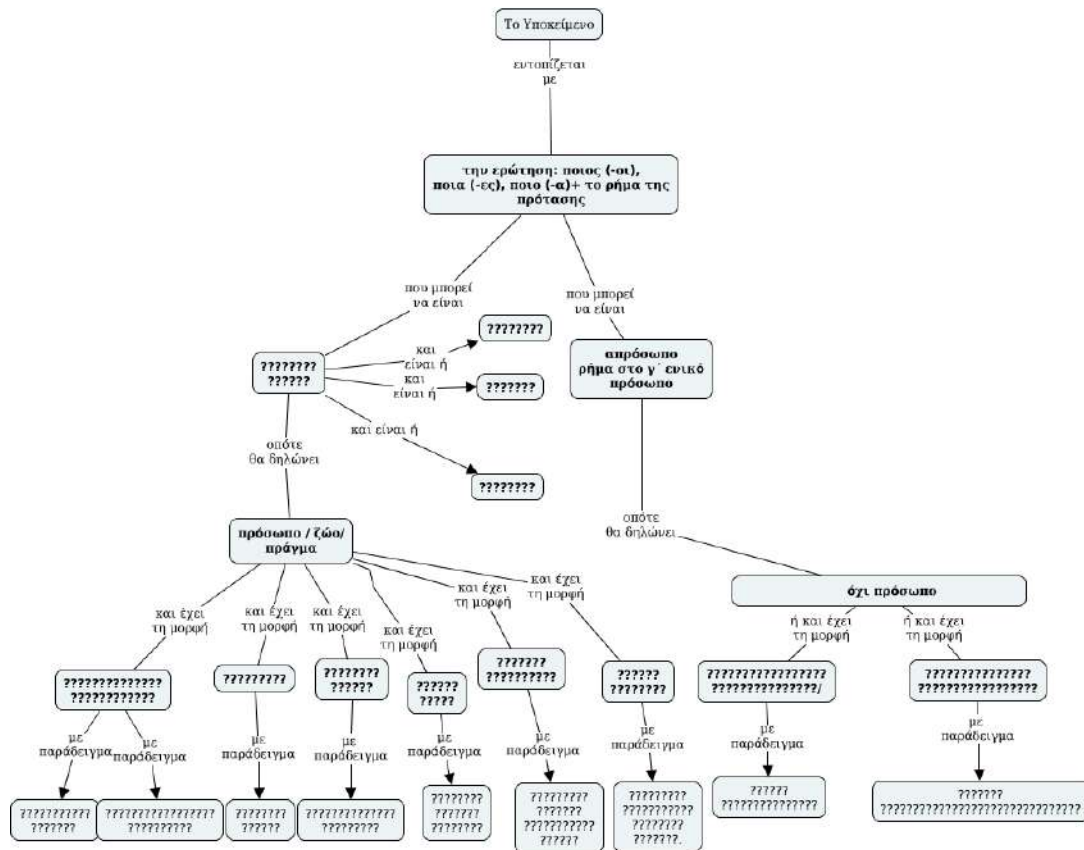 Το Υποκείμενο
εντοπίζεται
με
την ερώτηση: ποιος (-οι),
ποια (-ες), ποιο (-α)+ το ρήμα της
πρότασης
που μπορεί
να είναι
που μπορεί
να είναι
????????
και
είναι ή
????????
??????
και
είναι ή
???????
απρόσωπο
ρήμα στο γ΄ ενικό
πρόσωπο
και είναι ή
????????
οπότε
θα δηλώνει
οπότε
θα δηλώνει
πρόσωπο / ζώο/
πράγμα
όχι πρόσωπο
και έχει
τη μορφή
και έχει
τη μορφή
και έχει
τη μορφή
και έχει
τη μορφή
και έχει
τη μορφή
και έχει
τη μορφή
ή και έχει
τη μορφή
ή και έχει
τη μορφή
??????????????
????????????
?????????
????????
??????
??????
?????
???????
??????????
??????
????????
?????????????????
???????????????/
???????????????
?????????????????
με
παράδειγμα
με
παράδειγμα
με
παράδειγμα
με
παράδειγμα
με
παράδειγμα
με
παράδειγμα
με
παράδειγμα
με
παράδειγμα
με
παράδειγμα
???????????
???????
?????????????????
??????????
????????
??????
??????????????
?????????
????????
???????
????????
?????????
???????
???????????
??????
?????????
???????????
????????
???????.
??????
???????????????
???????
???????????????????????????????